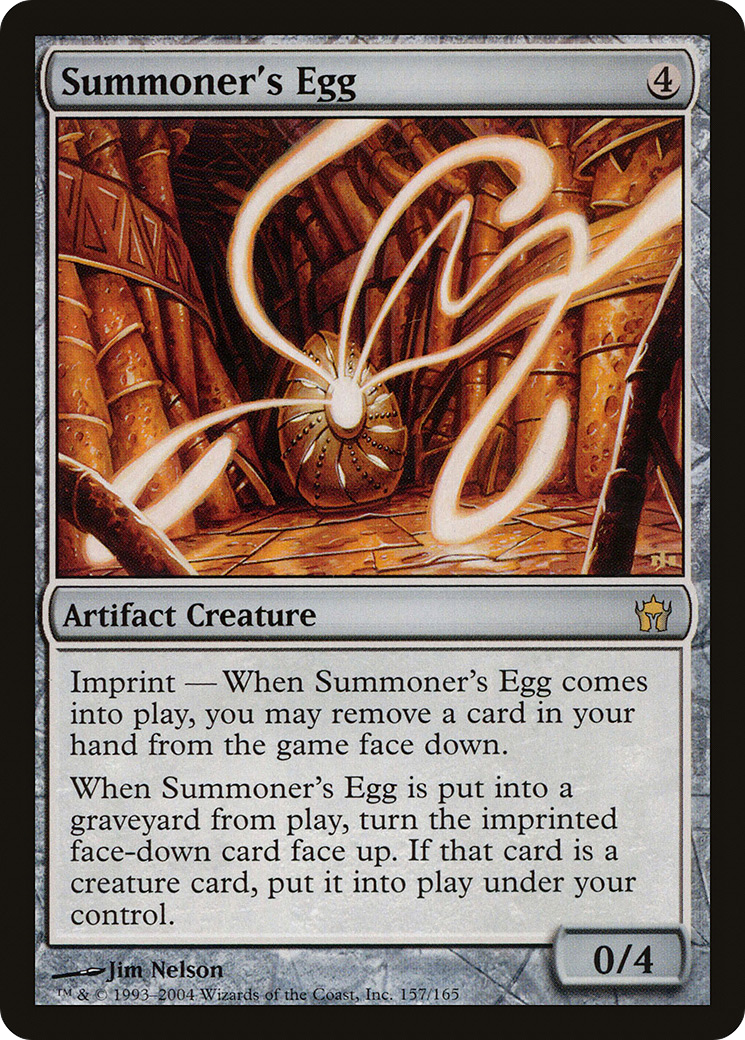 Summoner's Egg 4
Artifact Creature
Imprint — When Summoner's Egg comes
into play, you may remove a card in your
hand from the game face down.
When Summoner's Egg is put into a
graveyard from play, turn the imprinted
face-down card face up. If that card is a
creature card, put it into play under your
control.
0/4
Jim Nelson
™ & © 1993–2004 Wizards of the Coast, Inc. 157/165